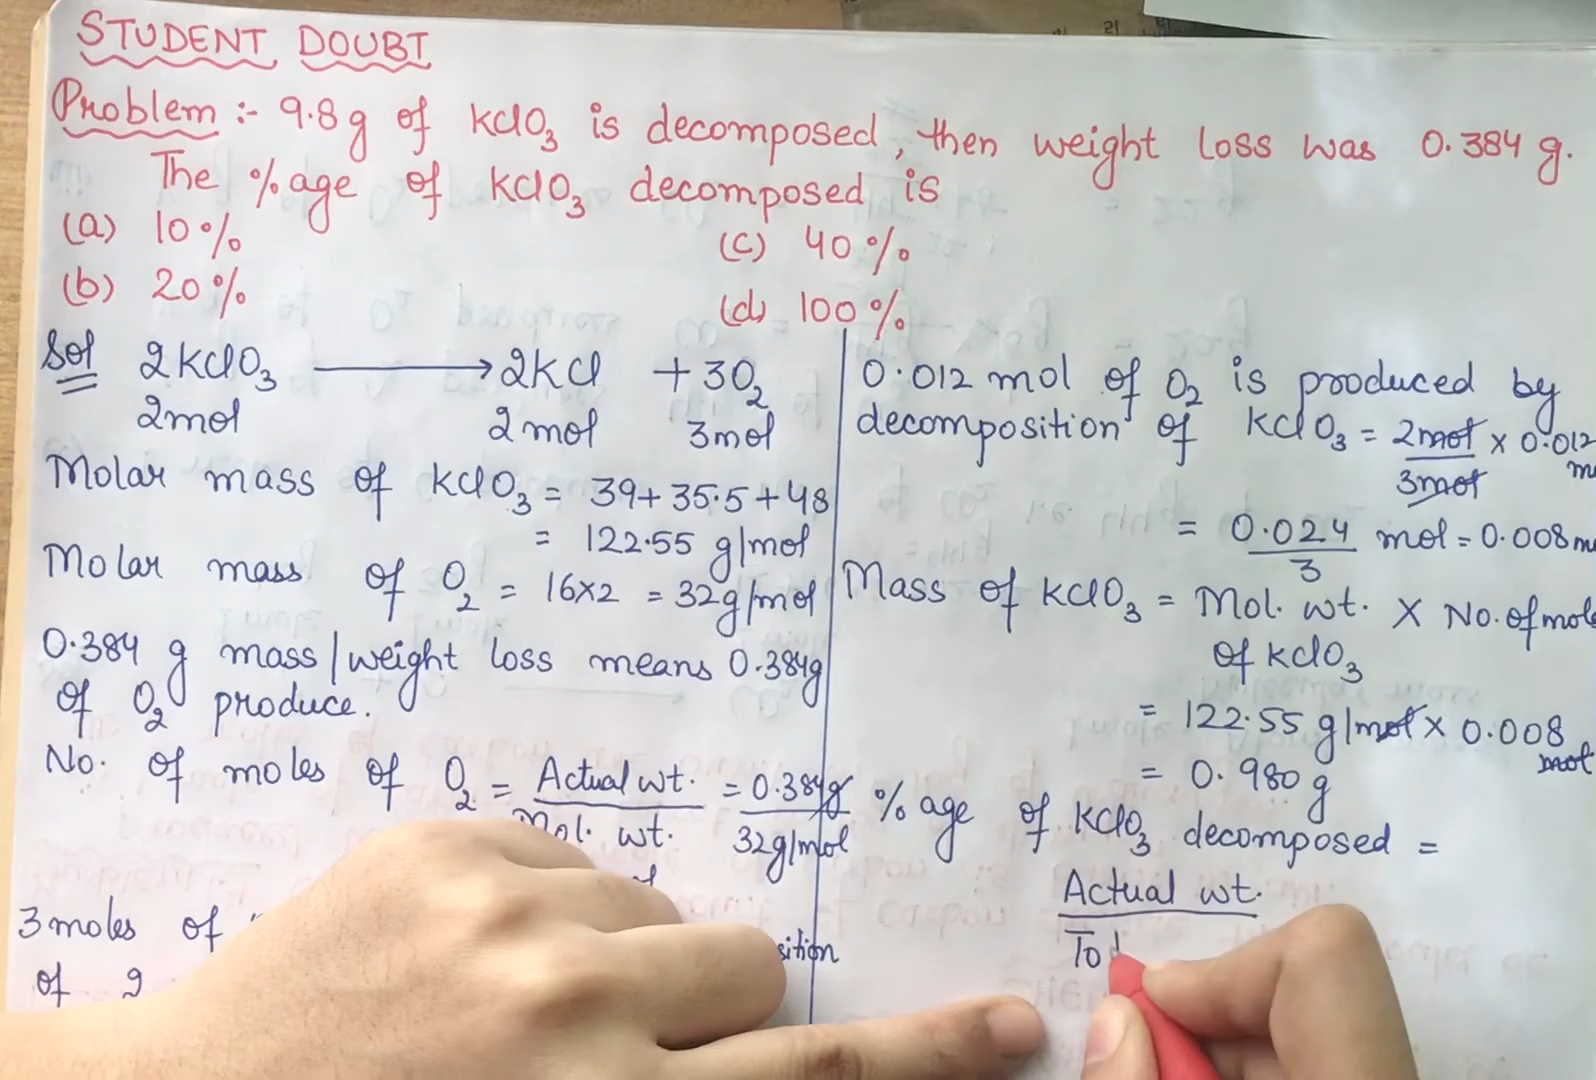 STUDENT DOUBT
Problem :- 9.8g of KClO3 is decomposed, then weight loss was 0.384 g.
The %age of KClO3 decomposed is
(a) 10%
(c) 40%
(b) 20%
(d) 100%
Sol 2KClO3 → 2KCl + 3O2
2mol 2mol 3mol
Molar mass of KClO3 = 39+35.5+48
= 122.55 g/mol
Molar mass of O2 = 16x2 = 32g/mol
0.384 g mass/weight loss means 0.384g
of O2 produce.
No. of moles of O2 = Actual wt. / Mol. wt. = 0.384g / 32g/mol
3 moles of
of 2
0.012 mol of O2 is produced by
decomposition of KClO3 = 2mol / 3mol x 0.012
= 0.024 / 3 mol = 0.008
Mass of KClO3 = Mol. wt. x No. of mole
of KClO3
= 122.55 g/mol x 0.008
mol
= 0.980 g
%age of KClO3 decomposed =
Actual wt.
To